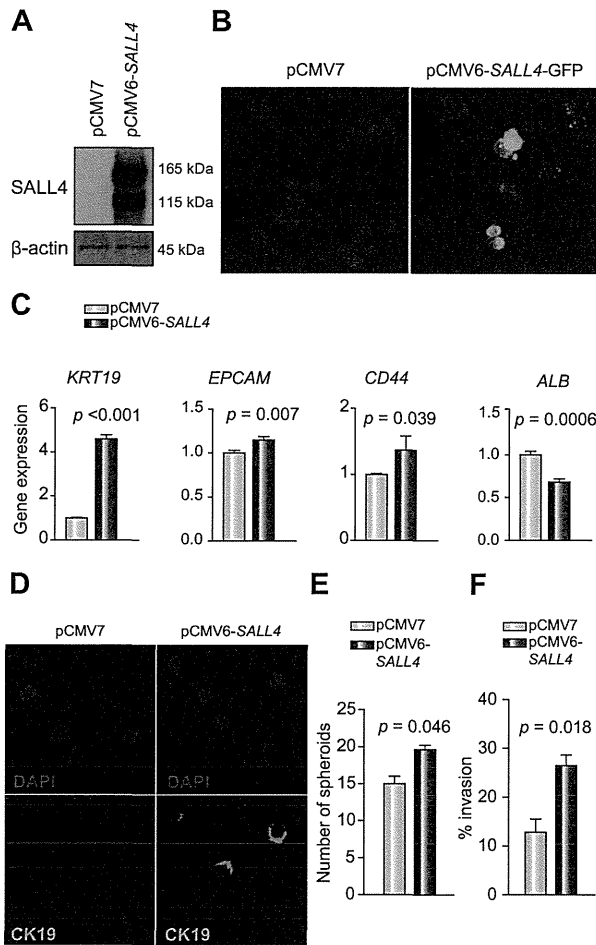 A
B
pCMV7
pCMV6-SALL4
pCMV7
pCMV6-SALL4-GFP
SALL4
165 kDa
115 kDa
β-actin
45 kDa
C
pCMV7
pCMV6-SALL4
KRT19
EPCAM
CD44
ALB
Gene expression
6
4
2
0
p <0.001
1.5
1.0
0.5
0.0
p = 0.007
2
1
0
p = 0.039
1.5
1.0
0.5
0.0
p = 0.0006
D
pCMV7
pCMV6-SALL4
DAPI
DAPI
CK19
CK19
E
pCMV7
pCMV6-
SALL4
Number of spheroids
25
20
15
10
5
0
p = 0.046
F
pCMV7
pCMV6-
SALL4
% invasion
40
30
20
10
0
p = 0.018